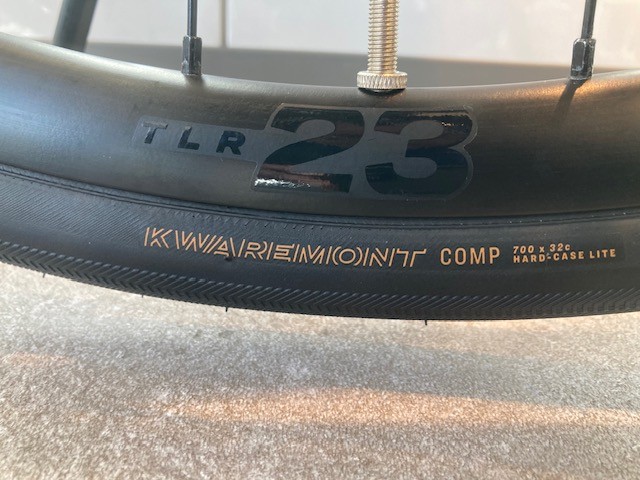 TLR 23
KWAREMONT COMP 700 x 32c
HARD-CASE LITE